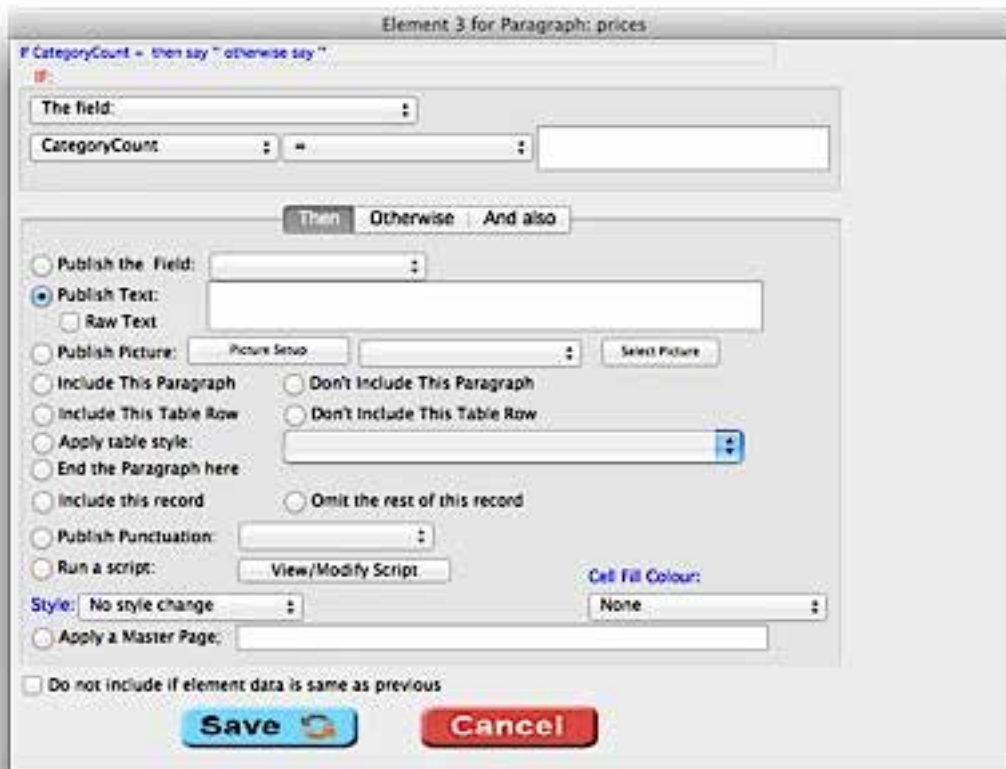 Element 3 for Paragraph: prices
If CategoryCount = then say '' otherwise say ''
IF:
The field:
CategoryCount =
Then Otherwise And also
Publish the Field:
Publish Text:
Raw Text
Publish Picture: Picture Setup Select Picture
Include This Paragraph Don't Include This Paragraph
Include This Table Row Don't Include This Table Row
Apply table style:
End the Paragraph here
Include this record Omit the rest of this record
Publish Punctuation:
Run a script: View/Modify Script
Cell Fill Colour:
Style: No style change None
Apply a Master Page:
Do not include if element data is same as previous
Save Cancel